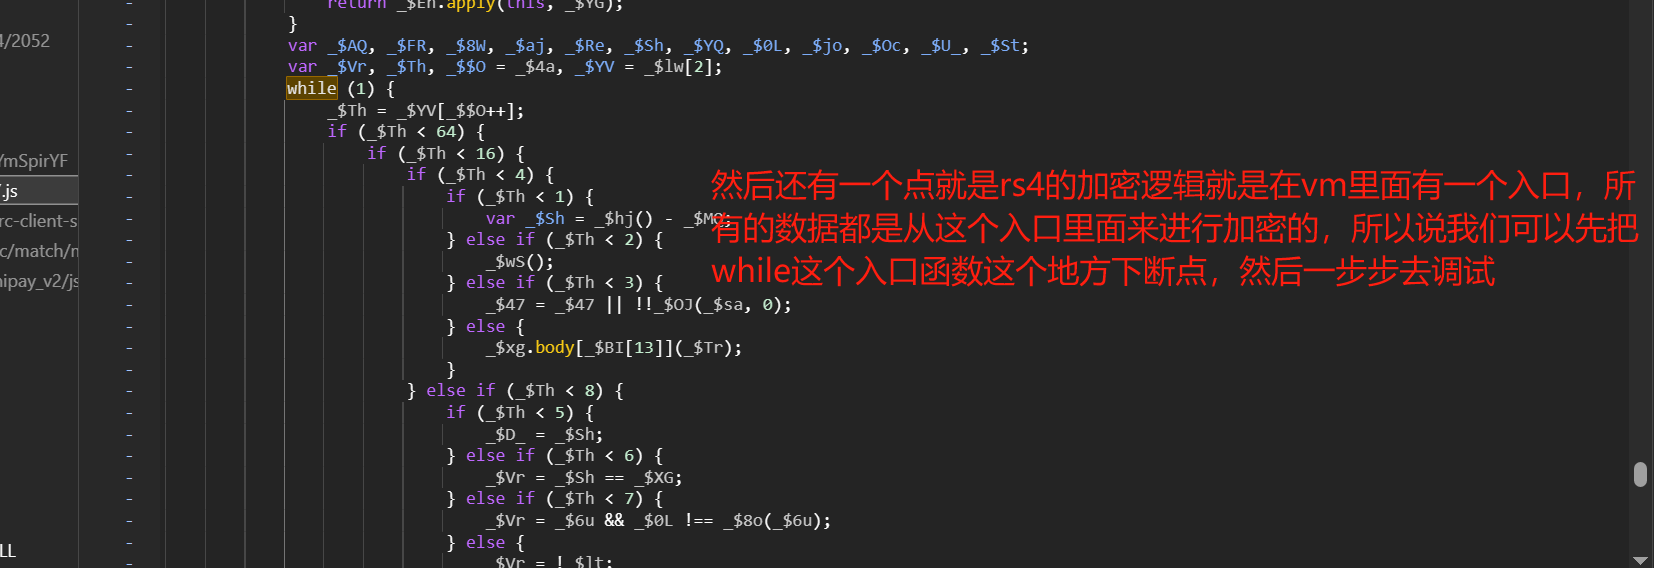 return _$En.apply(this, _$YG);
}
4/2052
var _$AQ, _$FR, _$8W, _$aj, _$Re, _$Sh, _$YQ, _$0L, _$jo, _$Oc, _$U_, _$St;
var _$Vr, _$Th, _$$O = _$4a, _$YV = _$lw[2];
while (1) {
_$Th = _$YV[_$$O++];
if (_$Th < 64) {
YmSpirYF
if (_$Th < 16) {
if (_$Th < 4) {
.js
if (_$Th < 1) {
var _$Sh = _$hj() - _$MQ;
rc-client-s
} else if (_$Th < 2) {
c/match/m
_$wS();
nipay_v2/js
} else if (_$Th < 3) {
_$47 = _$47 || !!_$OJ(_$sa, 0);
} else {
_$xg.body[_$BI[13]](_$Tr);
}
} else if (_$Th < 8) {
if (_$Th < 5) {
_$D_ = _$Sh;
} else if (_$Th < 6) {
_$Vr = _$Sh == _$XG;
} else if (_$Th < 7) {
_$Vr = _$6u && _$0L !== _$8o(_$6u);
} else {
LL
_$Vr = ! _$lt;
然后还有一个点就是rs4的加密逻辑就是在vm里面有一个入口，所
有的数据都是从这个入口里面来进行加密的，所以说我们可以先把
while这个入口函数这个地方下断点，然后一步步去调试